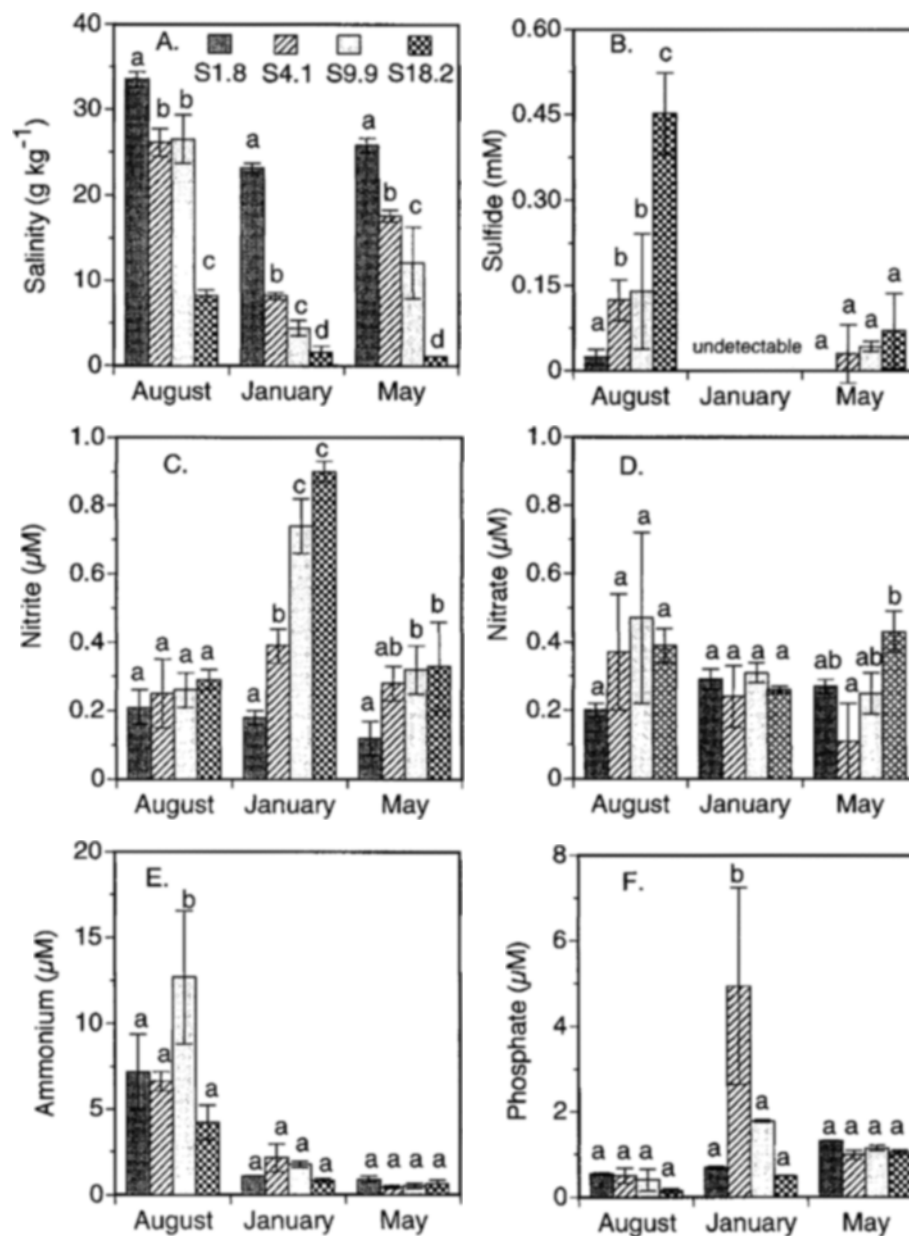 A.
S1.8 S4.1 S9.9 S18.2
Salinity (g kg⁻¹)
40
30
20
10
0
a b b c
a b c d
a b c d
August January May
B.
Sulfide (mM)
0.60
0.45
0.30
0.15
0
a b b c
undetectable
a a a a
August January May
C.
Nitrite (μM)
1.0
0.8
0.6
0.4
0.2
0
a a a a
a b c c
a ab b b
August January May
D.
Nitrate (μM)
1.0
0.8
0.6
0.4
0.2
0
a a a a
a a a a
ab a ab b
August January May
E.
Ammonium (μM)
20
15
10
5
0
a a b a
a a a a
a a a a
August January May
F.
Phosphate (μM)
8
6
4
2
0
a a a a
a b a a
a a a a
August January May